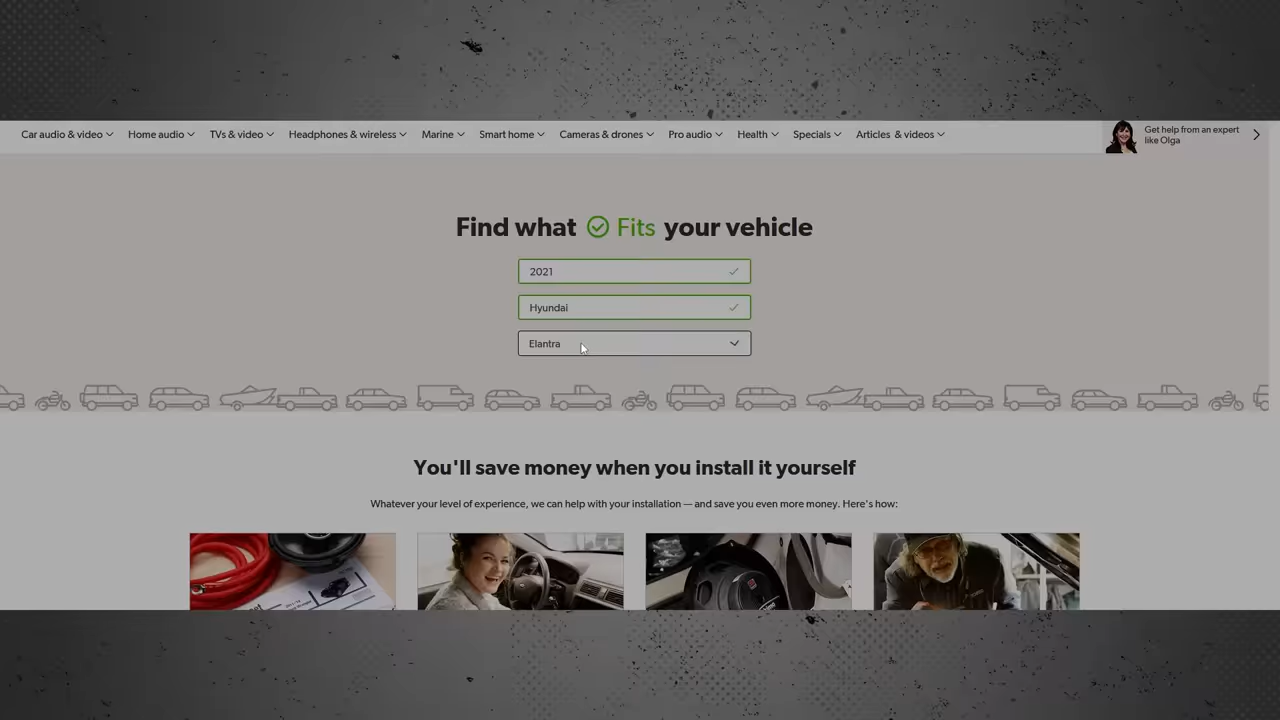 Car audio & video Home audio TVs & video Headphones & wireless Marine Smart home Cameras & drones Pro audio Health Specials Articles & videos
Get help from an expert
like Olga
Find what Fits your vehicle
2021
Hyundai
Elantra
You'll save money when you install it yourself
Whatever your level of experience, we can help with your installation — and save you even more money. Here's how: